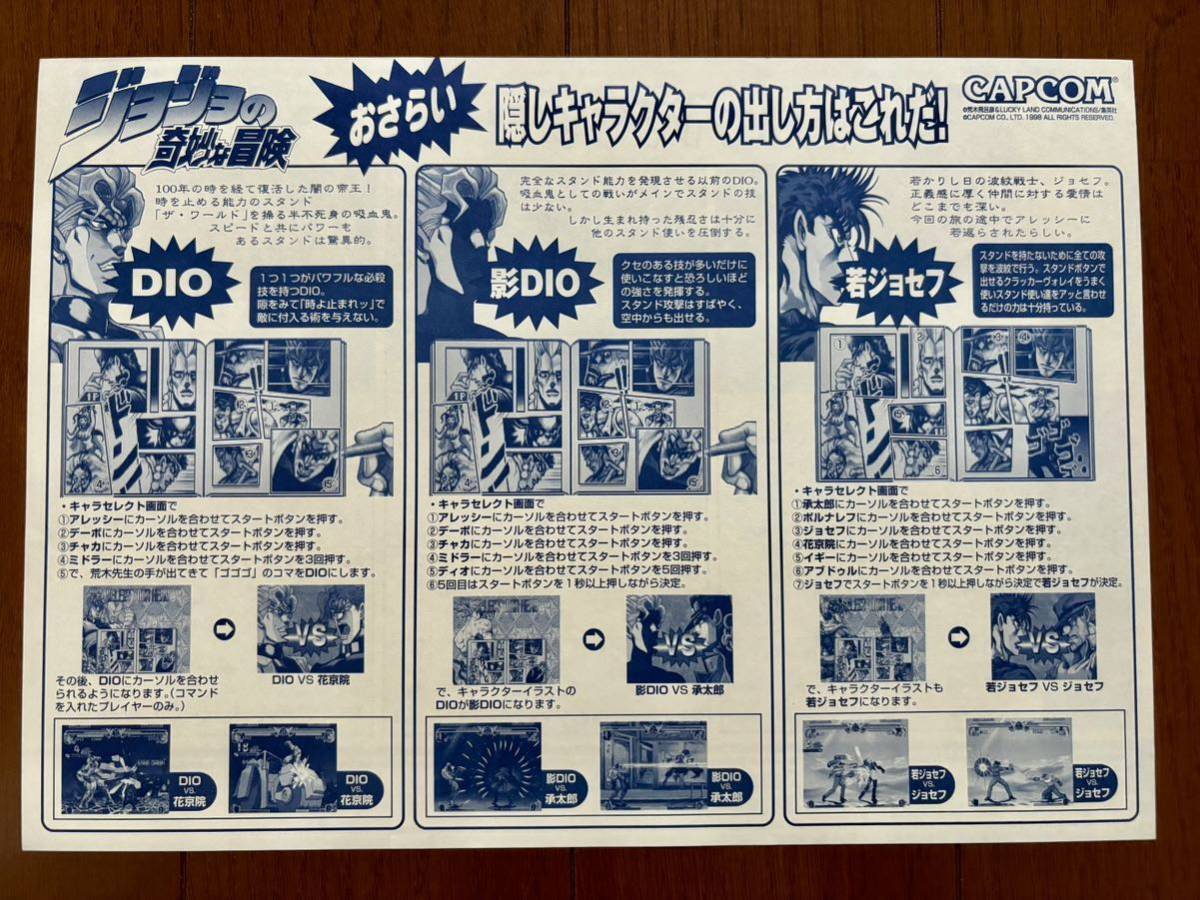 ジョジョの
奇妙な冒険
おさらい
隠しキャラクターの出し方はこれだ!
CAPCOM®
©荒木飛呂彦&LUCKY LAND COMMUNICATIONS/集英社
©CAPCOM CO., LTD. 1998 ALL RIGHTS RESERVED.
100年の時を経て復活した闇の帝王!
時を止める能力のスタンド
「ザ・ワールド」を操る半不死身の吸血鬼。
スピードと共にパワーも
あるスタンドは驚異的。
DIO
1つ1つがパワフルな必殺
技を持つDIO。
隙をみて「時よ止まれッ」で
敵に付入る術を与えない。
・キャラセレクト画面で
①アレッシーにカーソルを合わせてスタートボタンを押す。
②デーボにカーソルを合わせてスタートボタンを押す。
③チャカにカーソルを合わせてスタートボタンを押す。
④ミドラーにカーソルを合わせてスタートボタンを3回押す。
⑤で、荒木先生の手が出てきて「ゴゴゴ」のコマをDIOにします。
VS
DIO VS 花京院
その後、DIOにカーソルを合わせ
られるようになります。(コマンド
を入れたプレイヤーのみ。)
DIO
VS.
花京院
DIO
VS.
花京院
完全なスタンド能力を発現させる以前のDIO。
吸血鬼としての戦いがメインでスタンドの技
は少ない。
しかし生まれ持った残忍さは十分に
他のスタンド使いを圧倒する。
影DIO
クセのある技が多いだけに
使いこなすと恐ろしいほど
の強さを発揮する。
スタンド攻撃はすばやく、
空中からも出せる。
・キャラセレクト画面で
①アレッシーにカーソルを合わせてスタートボタンを押す。
②デーボにカーソルを合わせてスタートボタンを押す。
③チャカにカーソルを合わせてスタートボタンを押す。
④ミドラーにカーソルを合わせてスタートボタンを3回押す。
⑤ディオにカーソルを合わせてスタートボタンを5回押す。
⑥5回目はスタートボタンを1秒以上押しながら決定。
VS
影DIO VS 承太郎
で、キャラクターイラストの
DIOが影DIOになります。
影DIO
VS.
承太郎
影DIO
VS.
承太郎
若かりし日の波紋戦士、ジョセフ。
正義感に厚く仲間に対する愛情は
どこまでも深い。
今回の旅の途中でアレッシーに
若返らされたらしい。
若ジョセフ
スタンドを持たないために全ての攻
撃を波紋で行う。スタンドボタンで
出せるクラッカーヴォレイをうまく
使いスタンド使い達をアッと言わせ
るだけの力は十分持っている。
・キャラセレクト画面で
①承太郎にカーソルを合わせてスタートボタンを押す。
②ポルナレフにカーソルを合わせてスタートボタンを押す。
③ジョセフにカーソルを合わせてスタートボタンを押す。
④花京院にカーソルを合わせてスタートボタンを押す。
⑤イギーにカーソルを合わせてスタートボタンを押す。
⑥アブドゥルにカーソルを合わせてスタートボタンを押す。
⑦ジョセフでスタートボタンを1秒以上押しながら決定で若ジョセフが決定。
VS
若ジョセフ VS ジョセフ
で、キャラクターイラストも
若ジョセフになります。
若ジョセフ
VS.
ジョセフ
若ジョセフ
VS.
ジョセフ